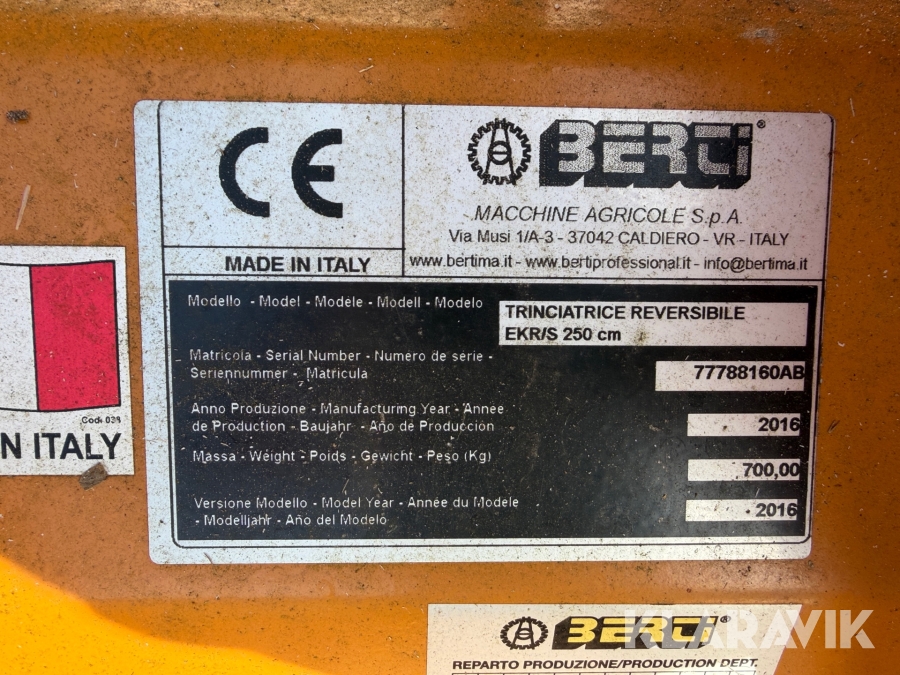 CE
BERTI®
MACCHINE AGRICOLE S.p.A.
Via Musi 1/A-3 - 37042 CALDIERO - VR - ITALY
MADE IN ITALY
www.bertima.it - www.bertiprofessional.it - info@bertima.it
Modello - Model - Modèle - Modell - Modelo
TRINCIATRICE REVERSIBILE
EKR/S 250 cm
Matricola - Serial Number - Numero de série -
Seriennummer - Matricula
77788160AB
Anno Produzione - Manufacturing Year - Année
de Production - Baujahr - Año de Producción
2016
Massa - Weight - Poids - Gewicht - Peso (Kg)
700,00
Versione Modello - Model Year - Année du Modele
- Modelljahr - Año del Modelo
2016
Cod. 038
N ITALY
BERTI®
KLARAVIK
REPARTO PRODUZIONE/PRODUCTION DEPT.